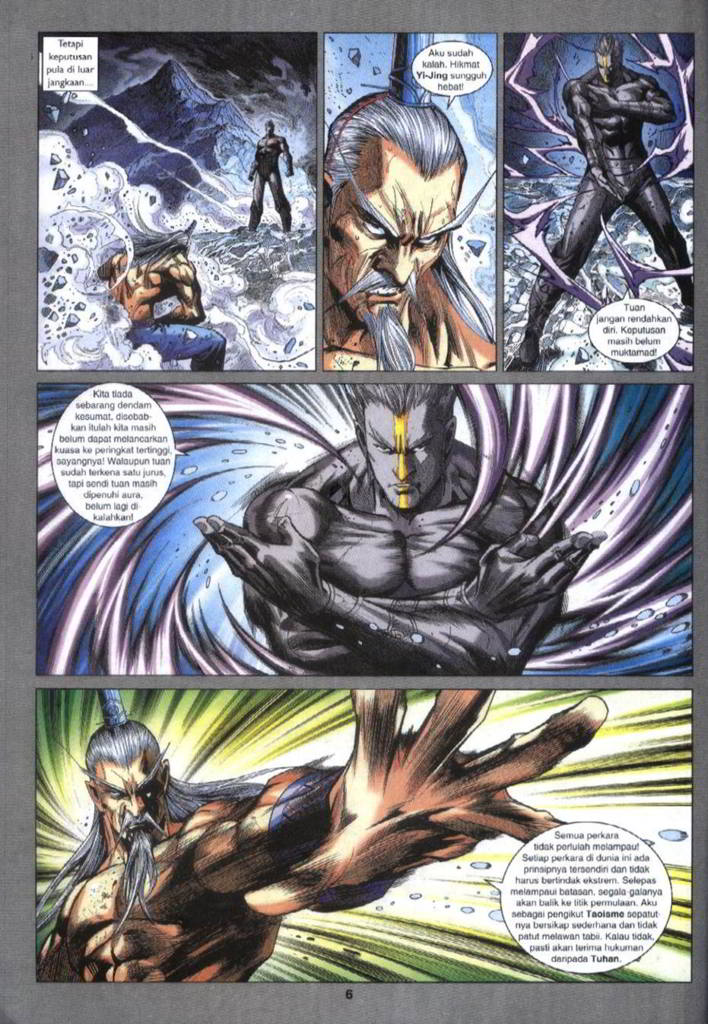 Tetapi
keputusan
pula di luar
jangkaan....
Aku sudah
kalah. Hikmat
Yi-Jing sungguh
hebat!
Tuan
jangan rendahkan
diri. Keputusan
masih belum
muktamad!
Kita tiada
sebarang dendam
kesumat, disebab-
kan itulah kita masih
belum dapat melancarkan
kuasa ke peringkat tertinggi,
sayangnya! Walaupun tuan
sudah terkena satu jurus,
tapi sendi tuan masih
dipenuhi aura,
belum lagi di-
kalahkan!
Semua perkara
tidak perlulah melampau!
Setiap perkara di dunia ini ada
prinsipnya tersendiri dan tidak
harus bertindak ekstrem. Selepas
melampaui batasan, segala-galanya
akan balik ke titik permulaan. Aku
sebagai pengikut Taoisme sepatut-
nya bersikap sederhana dan tidak
patut melawan tabii. Kalau tidak,
pasti akan terima hukuman
daripada Tuhan.
6